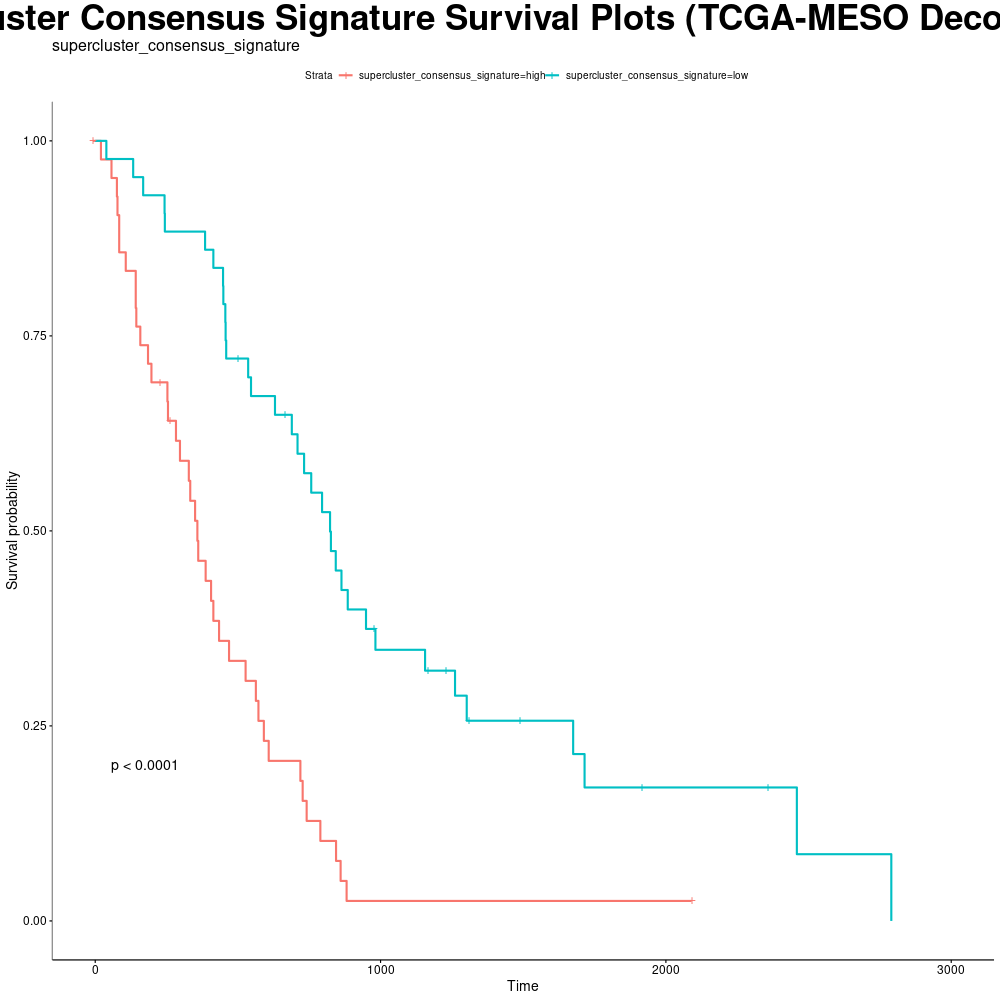 uster Consensus Signature Survival Plots (TCGA-MESO Deco
supercluster_consensus_signature
Strata supercluster_consensus_signature=high supercluster_consensus_signature=low
1.00
0.75
0.50
0.25
0.00
Survival probability
p < 0.0001
0 1000 2000 3000
Time